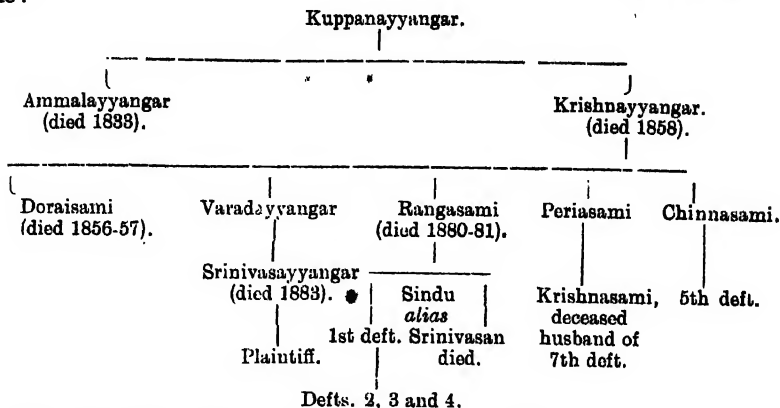 Kuppanayyangar.
Ammalayyangar Krishnayyangar.
(died 1833). (died 1858).
Doraisami Varadayyangar Rangasami Periasami Chinnasami.
(died 1856-57). (died 1880-81).
Srinivasayyangar Sindu Krishnasami, 5th deft.
(died 1883). alias deceased
1st deft. Srinivasan husband of
Plaintiff. died. 7th deft.
Defts. 2, 3 and 4.